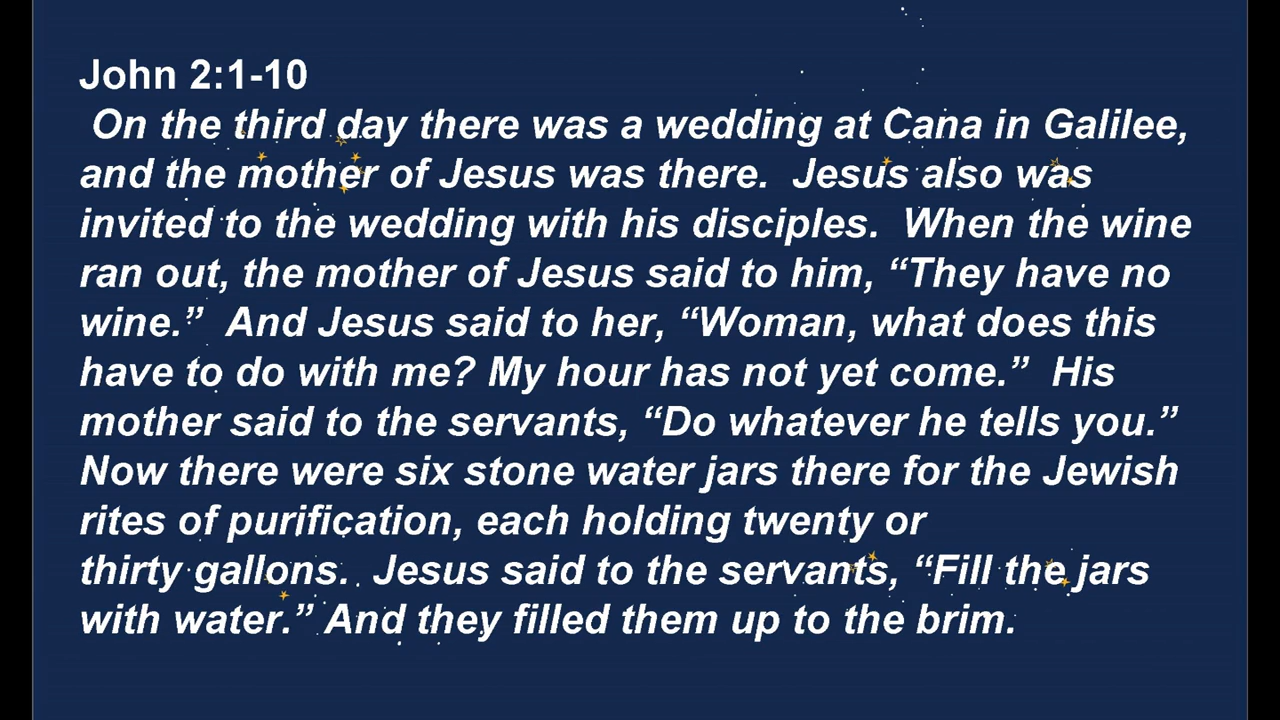 John 2:1-10
On the third day there was a wedding at Cana in Galilee,
and the mother of Jesus was there.  Jesus also was
invited to the wedding with his disciples.  When the wine
ran out, the mother of Jesus said to him, “They have no
wine.”  And Jesus said to her, “Woman, what does this
have to do with me? My hour has not yet come.”  His
mother said to the servants, “Do whatever he tells you.”
Now there were six stone water jars there for the Jewish
rites of purification, each holding twenty or
thirty gallons.  Jesus said to the servants, “Fill the jars
with water.” And they filled them up to the brim.